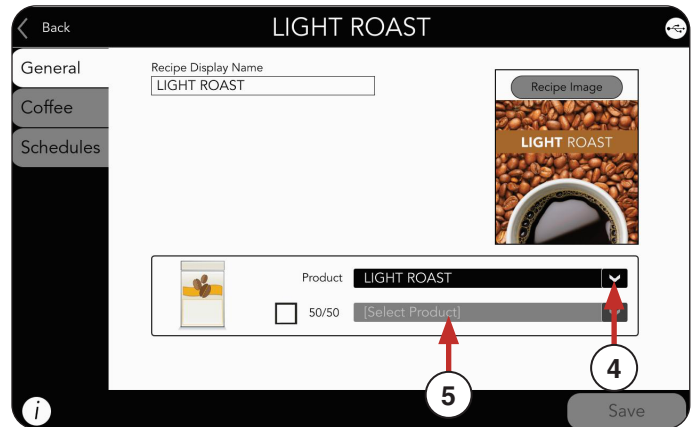 Back
LIGHT ROAST
General
Coffee
Schedules
Recipe Display Name
LIGHT ROAST
Recipe Image
LIGHT ROAST
Product LIGHT ROAST
50/50 [Select Product]
4
5
i
Save